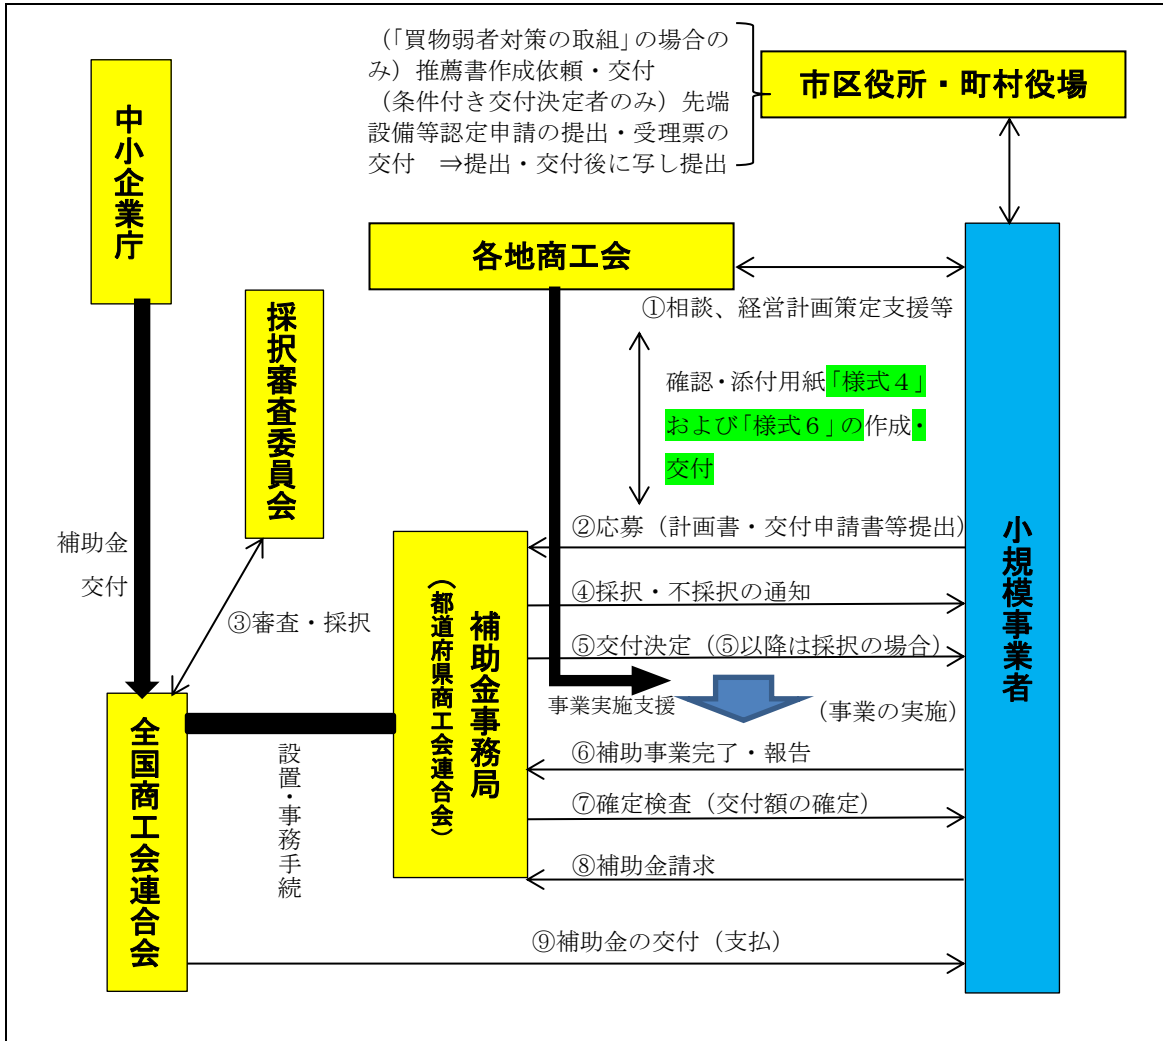 （「買物弱者対策の取組」の場合の
み）推薦書作成依頼・交付
（条件付き交付決定者のみ）先端
設備等認定申請の提出・受理票の
交付　⇒提出・交付後に写し提出
市区役所・町村役場
中小企業庁
各地商工会
採択審査委員会
①相談、経営計画策定支援等
確認・添付用紙「様式４」
および「様式６」の作成・
交付
補助金
交付
③審査・採択
②応募（計画書・交付申請書等提出）
④採択・不採択の通知
⑤交付決定（⑤以降は採択の場合）
事業実施支援
（事業の実施）
補助金事務局
（都道府県商工会連合会）
小規模事業者
全国商工会連合会
設置・事務手続
⑥補助事業完了・報告
⑦確定検査（交付額の確定）
⑧補助金請求
⑨補助金の交付（支払）